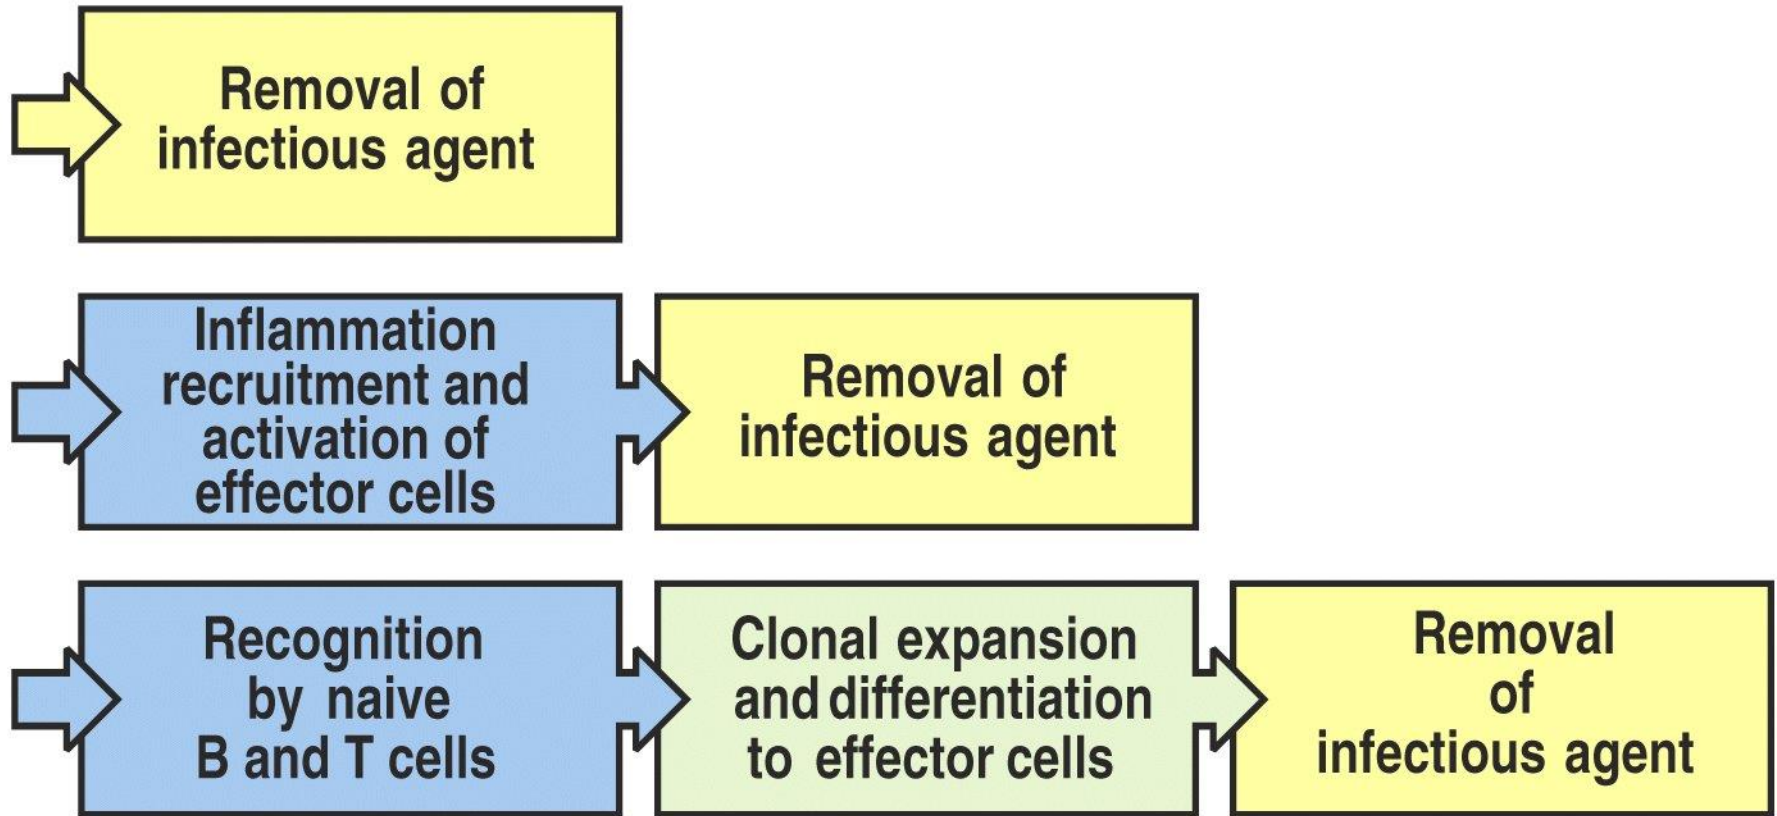 Removal of
infectious agent
Inflammation
recruitment and
activation of
effector cells
Removal of
infectious agent
Recognition
by naive
B and T cells
Clonal expansion
and differentiation
to effector cells
Removal
of
infectious agent